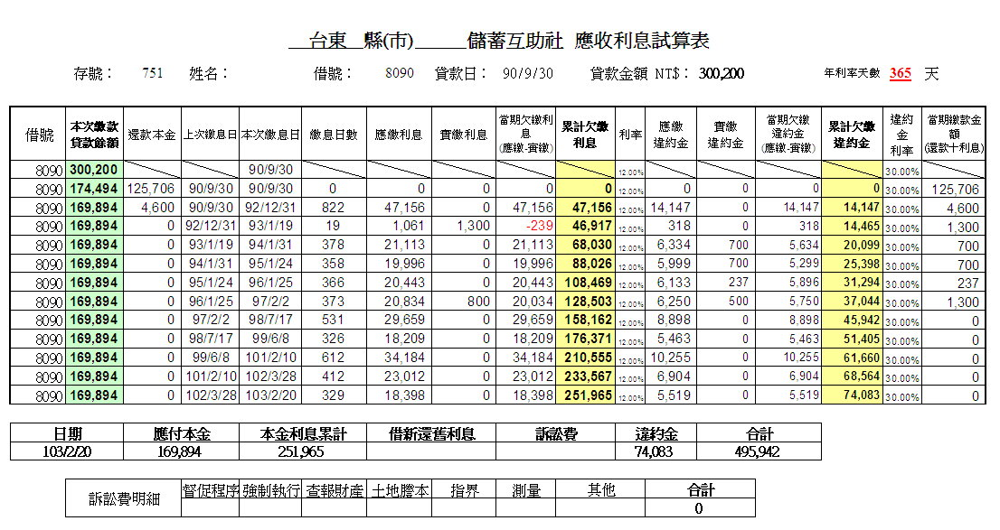 台東 縣(市) 儲蓄互助社 應收利息試算表
存號： 751 姓名： 借號： 8090 貸款日： 90/9/30 貸款金額 NT$： 300,200 年利率天數 365 天
借號 本次繳款貸款餘額 還款本金 上次繳息日 本次繳息日 繳息日數 應繳利息 實繳利息 當期欠繳利息(應繳-實繳) 累計欠繳利息 利率 應繳違約金 實繳違約金 當期欠繳違約金(應繳-實繳) 累計欠繳違約金 違約金利率 當期繳款金額(還款十利息)
8090 300,200 90/9/30 12.00% 30.00%
8090 174,494 125,706 90/9/30 90/9/30 0 0 0 0 0 12.00% 0 0 0 0 30.00% 125,706
8090 169,894 4,600 90/9/30 92/12/31 822 47,156 0 47,156 47,156 12.00% 14,147 0 14,147 14,147 30.00% 4,600
8090 169,894 0 92/12/31 93/1/19 19 1,061 1,300 -239 46,917 12.00% 318 0 318 14,465 30.00% 1,300
8090 169,894 0 93/1/19 94/1/31 378 21,113 0 21,113 68,030 12.00% 6,334 700 5,634 20,099 30.00% 700
8090 169,894 0 94/1/31 95/1/24 358 19,996 0 19,996 88,026 12.00% 5,999 700 5,299 25,398 30.00% 700
8090 169,894 0 95/1/24 96/1/25 366 20,443 0 20,443 108,469 12.00% 6,133 237 5,896 31,294 30.00% 237
8090 169,894 0 96/1/25 97/2/2 373 20,834 800 20,034 128,503 12.00% 6,250 500 5,750 37,044 30.00% 1,300
8090 169,894 0 97/2/2 98/7/17 531 29,659 0 29,659 158,162 12.00% 8,898 0 8,898 45,942 30.00% 0
8090 169,894 0 98/7/17 99/6/8 326 18,209 0 18,209 176,371 12.00% 5,463 0 5,463 51,405 30.00% 0
8090 169,894 0 99/6/8 101/2/10 612 34,184 0 34,184 210,555 12.00% 10,255 0 10,255 61,660 30.00% 0
8090 169,894 0 101/2/10 102/3/28 412 23,012 0 23,012 233,567 12.00% 6,904 0 6,904 68,564 30.00% 0
8090 169,894 0 102/3/28 103/2/20 329 18,398 0 18,398 251,965 12.00% 5,519 0 5,519 74,083 30.00% 0
日期 應付本金 本金利息累計 借新還舊利息 訴訟費 違約金 合計
103/2/20 169,894 251,965 74,083 495,942
訴訟費明細 督促程序 強制執行 查報財產 土地謄本 指界 測量 其他 合計
0